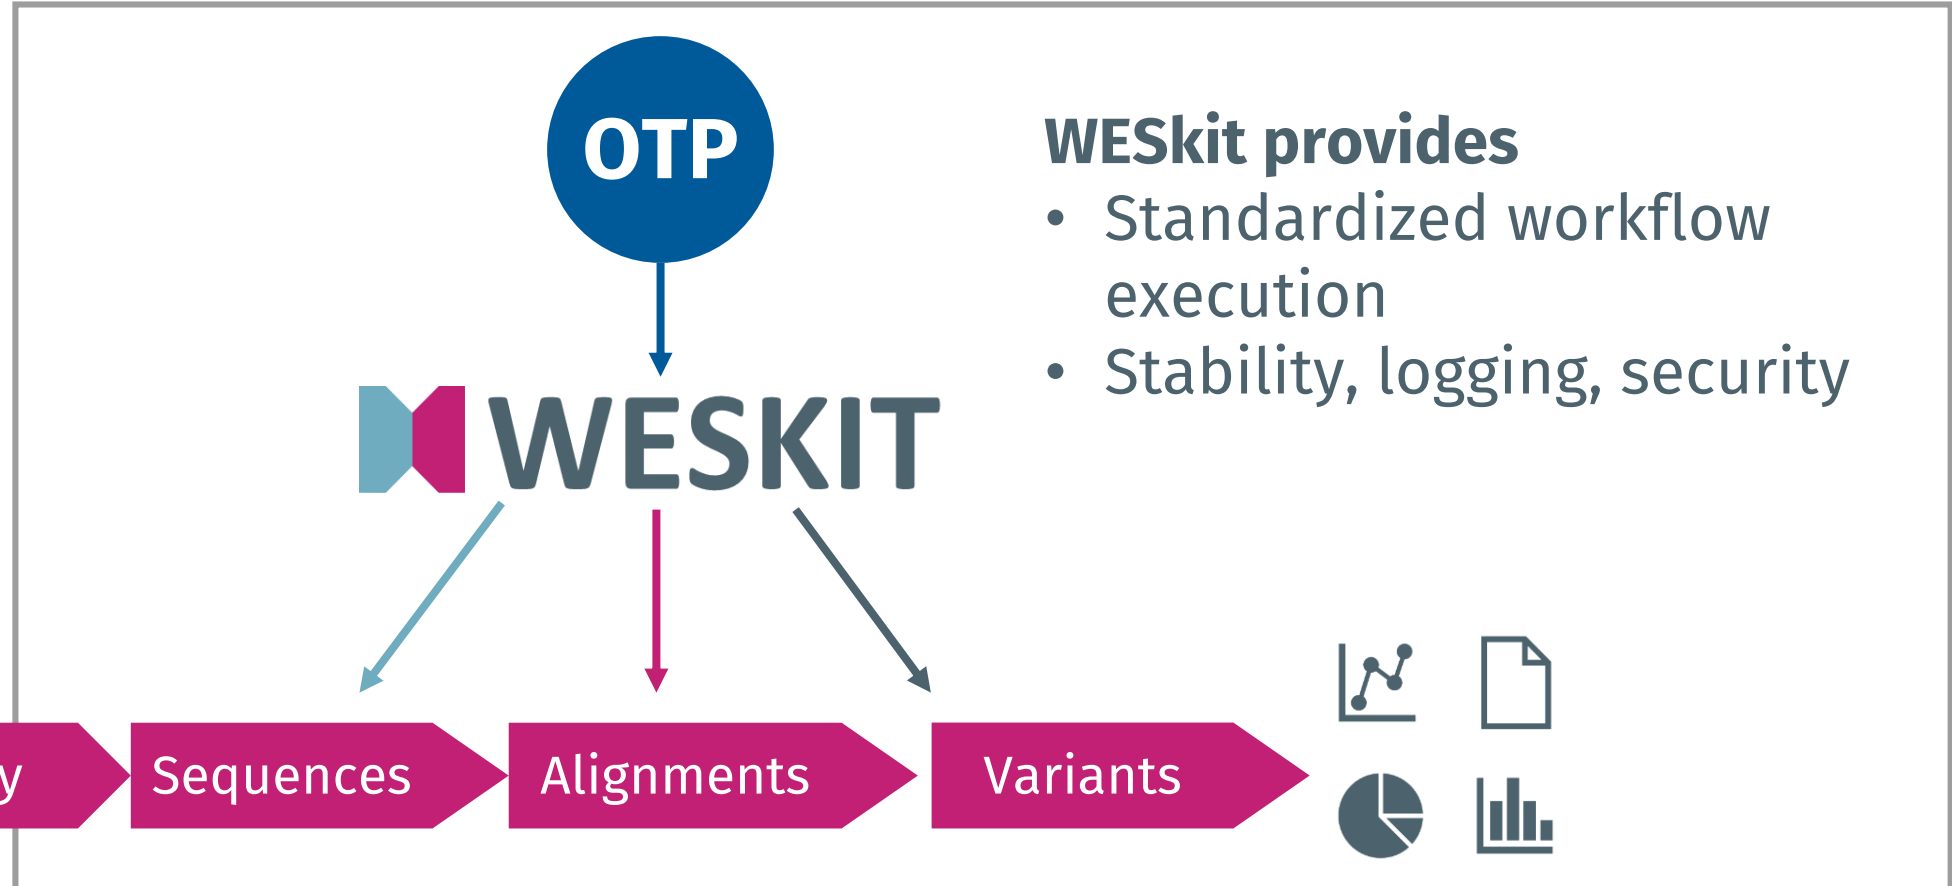 OTP
WESkit provides
• Standardized workflow
execution
• Stability, logging, security
WESKIT
y
Sequences
Alignments
Variants